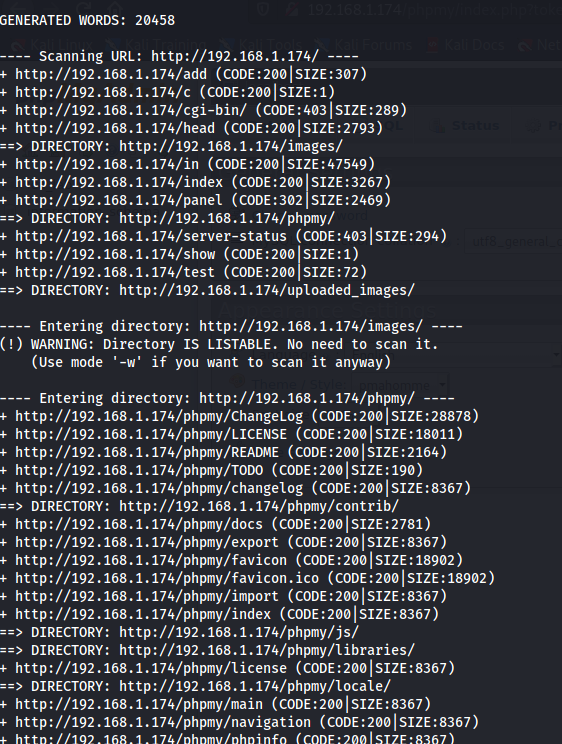 GENERATED WORDS: 20458
---- Scanning URL: http://192.168.1.174/ ----
+ http://192.168.1.174/add (CODE:200|SIZE:307)
+ http://192.168.1.174/c (CODE:200|SIZE:1)
+ http://192.168.1.174/cgi-bin/ (CODE:403|SIZE:289)
+ http://192.168.1.174/head (CODE:200|SIZE:2793)
==> DIRECTORY: http://192.168.1.174/images/
+ http://192.168.1.174/in (CODE:200|SIZE:47549)
+ http://192.168.1.174/index (CODE:200|SIZE:3267)
+ http://192.168.1.174/panel (CODE:302|SIZE:2469)
==> DIRECTORY: http://192.168.1.174/phpmy/
+ http://192.168.1.174/server-status (CODE:403|SIZE:294)
+ http://192.168.1.174/show (CODE:200|SIZE:1)
+ http://192.168.1.174/test (CODE:200|SIZE:72)
==> DIRECTORY: http://192.168.1.174/uploaded_images/
---- Entering directory: http://192.168.1.174/images/ ----
(!) WARNING: Directory IS LISTABLE. No need to scan it.
(Use mode '-w' if you want to scan it anyway)
---- Entering directory: http://192.168.1.174/phpmy/ ----
+ http://192.168.1.174/phpmy/ChangeLog (CODE:200|SIZE:28878)
+ http://192.168.1.174/phpmy/LICENSE (CODE:200|SIZE:18011)
+ http://192.168.1.174/phpmy/README (CODE:200|SIZE:2164)
+ http://192.168.1.174/phpmy/TODO (CODE:200|SIZE:190)
+ http://192.168.1.174/phpmy/changelog (CODE:200|SIZE:8367)
==> DIRECTORY: http://192.168.1.174/phpmy/contrib/
+ http://192.168.1.174/phpmy/docs (CODE:200|SIZE:2781)
+ http://192.168.1.174/phpmy/export (CODE:200|SIZE:8367)
+ http://192.168.1.174/phpmy/favicon (CODE:200|SIZE:18902)
+ http://192.168.1.174/phpmy/favicon.ico (CODE:200|SIZE:18902)
+ http://192.168.1.174/phpmy/import (CODE:200|SIZE:8367)
+ http://192.168.1.174/phpmy/index (CODE:200|SIZE:8367)
==> DIRECTORY: http://192.168.1.174/phpmy/js/
==> DIRECTORY: http://192.168.1.174/phpmy/libraries/
+ http://192.168.1.174/phpmy/license (CODE:200|SIZE:8367)
==> DIRECTORY: http://192.168.1.174/phpmy/locale/
+ http://192.168.1.174/phpmy/main (CODE:200|SIZE:8367)
+ http://192.168.1.174/phpmy/navigation (CODE:200|SIZE:8367)
+ http://192.168.1.174/phpmy/phpinfo (CODE:200|SIZE:8367)